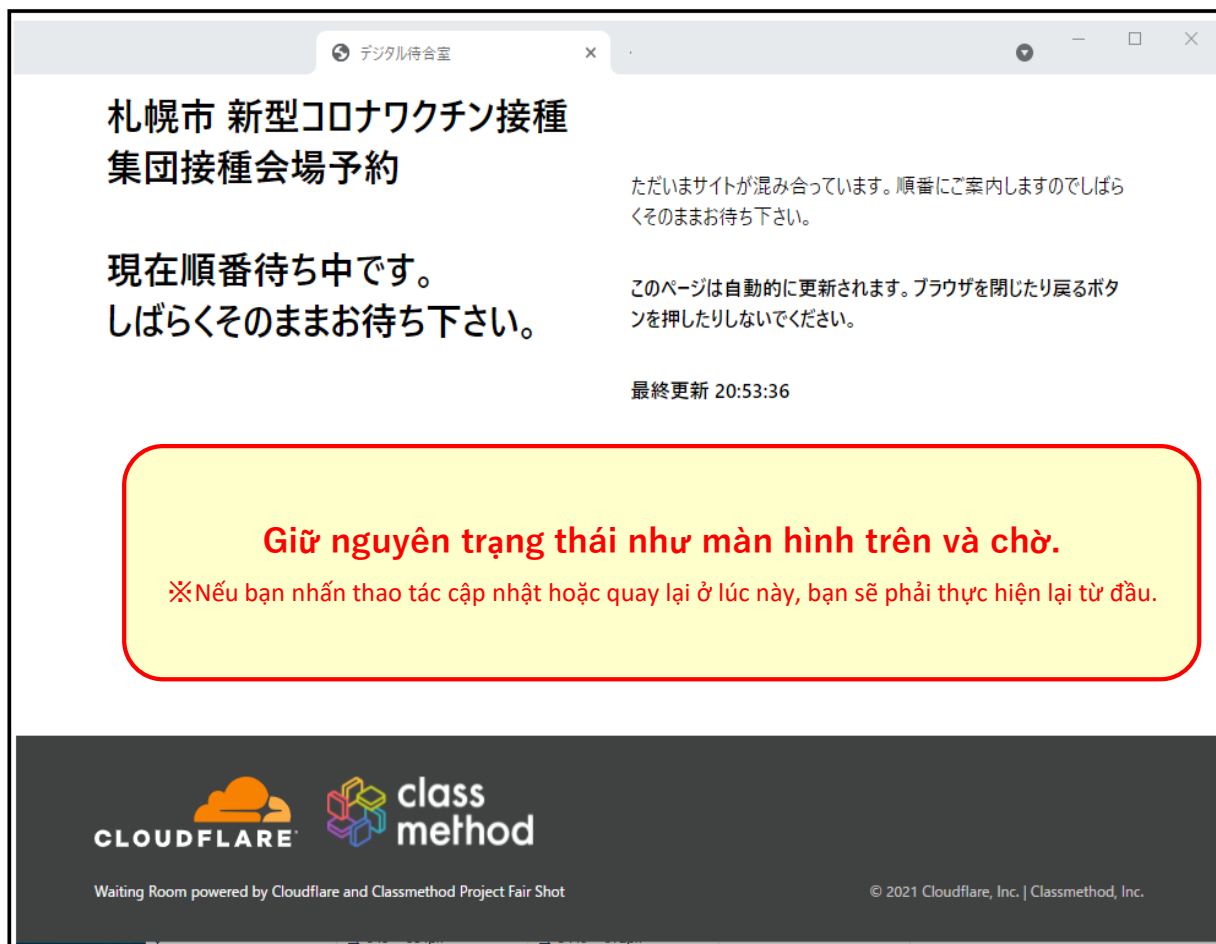 デジタル待合室
札幌市 新型コロナワクチン接種
集団接種会場予約
現在順番待ち中です。
しばらくそのままお待ち下さい。
ただいまサイトが混み合っています。順番にご案内しますのでしばら
くそのままお待ち下さい。
このページは自動的に更新されます。ブラウザを閉じたり戻るボタ
ンを押したりしないでください。
最終更新 20:53:36
Giữ nguyên trạng thái như màn hình trên và chờ.
※Nếu bạn nhấn thao tác cập nhật hoặc quay lại ở lúc này, bạn sẽ phải thực hiện lại từ đầu.
CLOUDFLARE
class
method
Waiting Room powered by Cloudflare and Classmethod Project Fair Shot
© 2021 Cloudflare, Inc. | Classmethod, Inc.